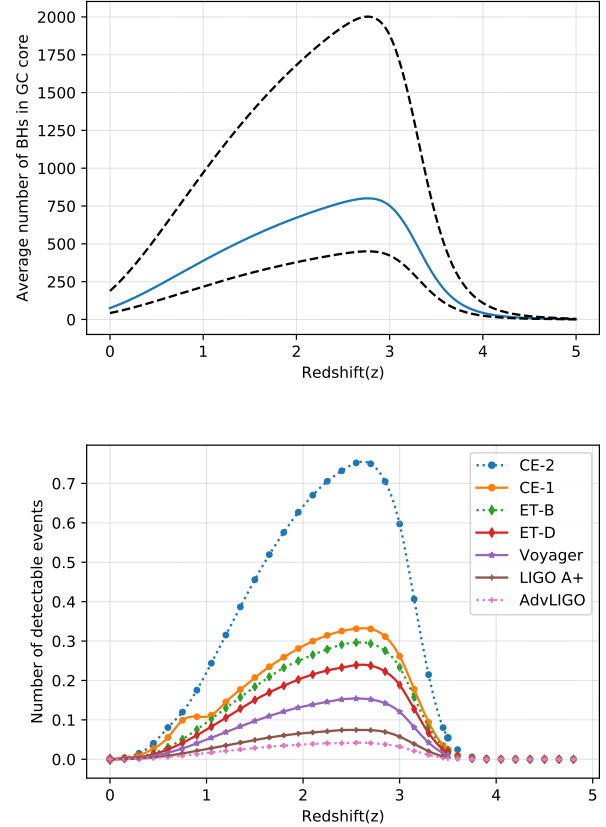 2000
1750
1500
1250
1000
750
500
250
0
Average number of BHs in GC core
0 1 2 3 4 5
Redshift(z)
0.7
0.6
0.5
0.4
0.3
0.2
0.1
0.0
Number of detectable events
CE-2
CE-1
ET-B
ET-D
Voyager
LIGO A+
AdvLIGO
0 1 2 3 4 5
Redshift(z)